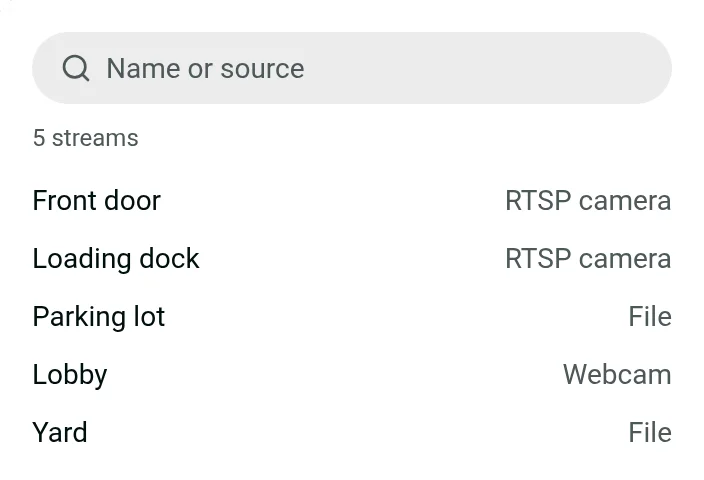 Name or source
5 streams
Front door RTSP camera
Loading dock RTSP camera
Parking lot File
Lobby Webcam
Yard File